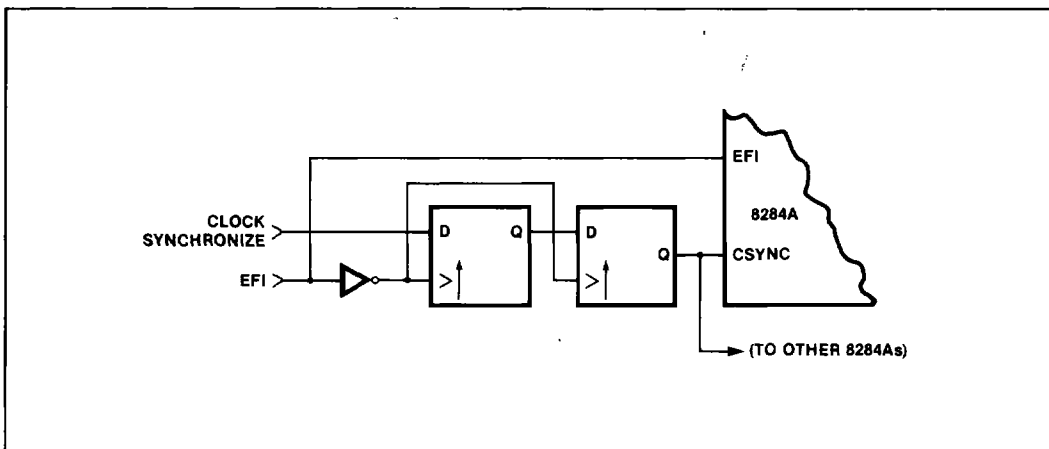 EFI
8284A
CLOCK
SYNCHRONIZE
D Q
D
Q
CSYNC
EFI
>
>
(TO OTHER 8284As)